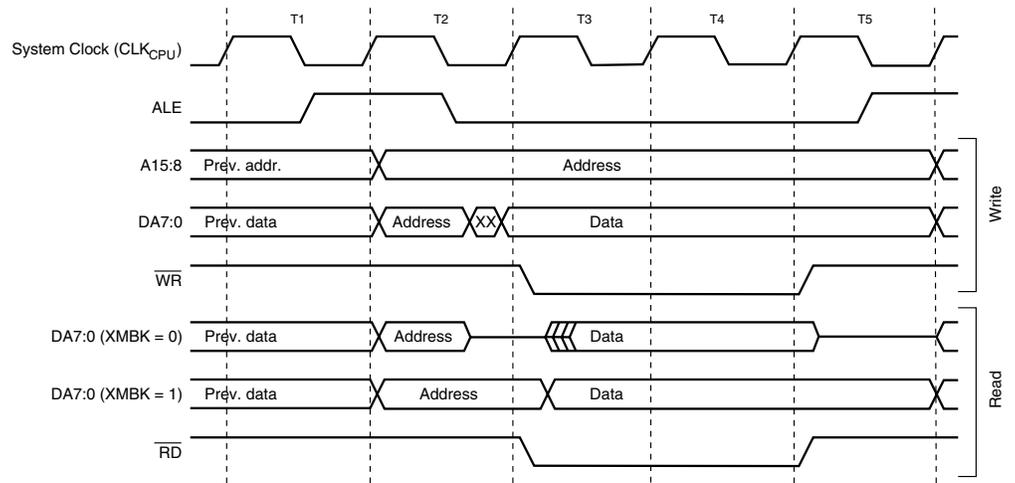 T1 T2 T3 T4 T5
System Clock (CLKCPU)
ALE
A15:8 Prev. addr. Address
DA7:0 Prev. data Address XX Data
WR
Write
DA7:0 (XMBK = 0) Prev. data Address Data
DA7:0 (XMBK = 1) Prev. data Address Data
RD
Read